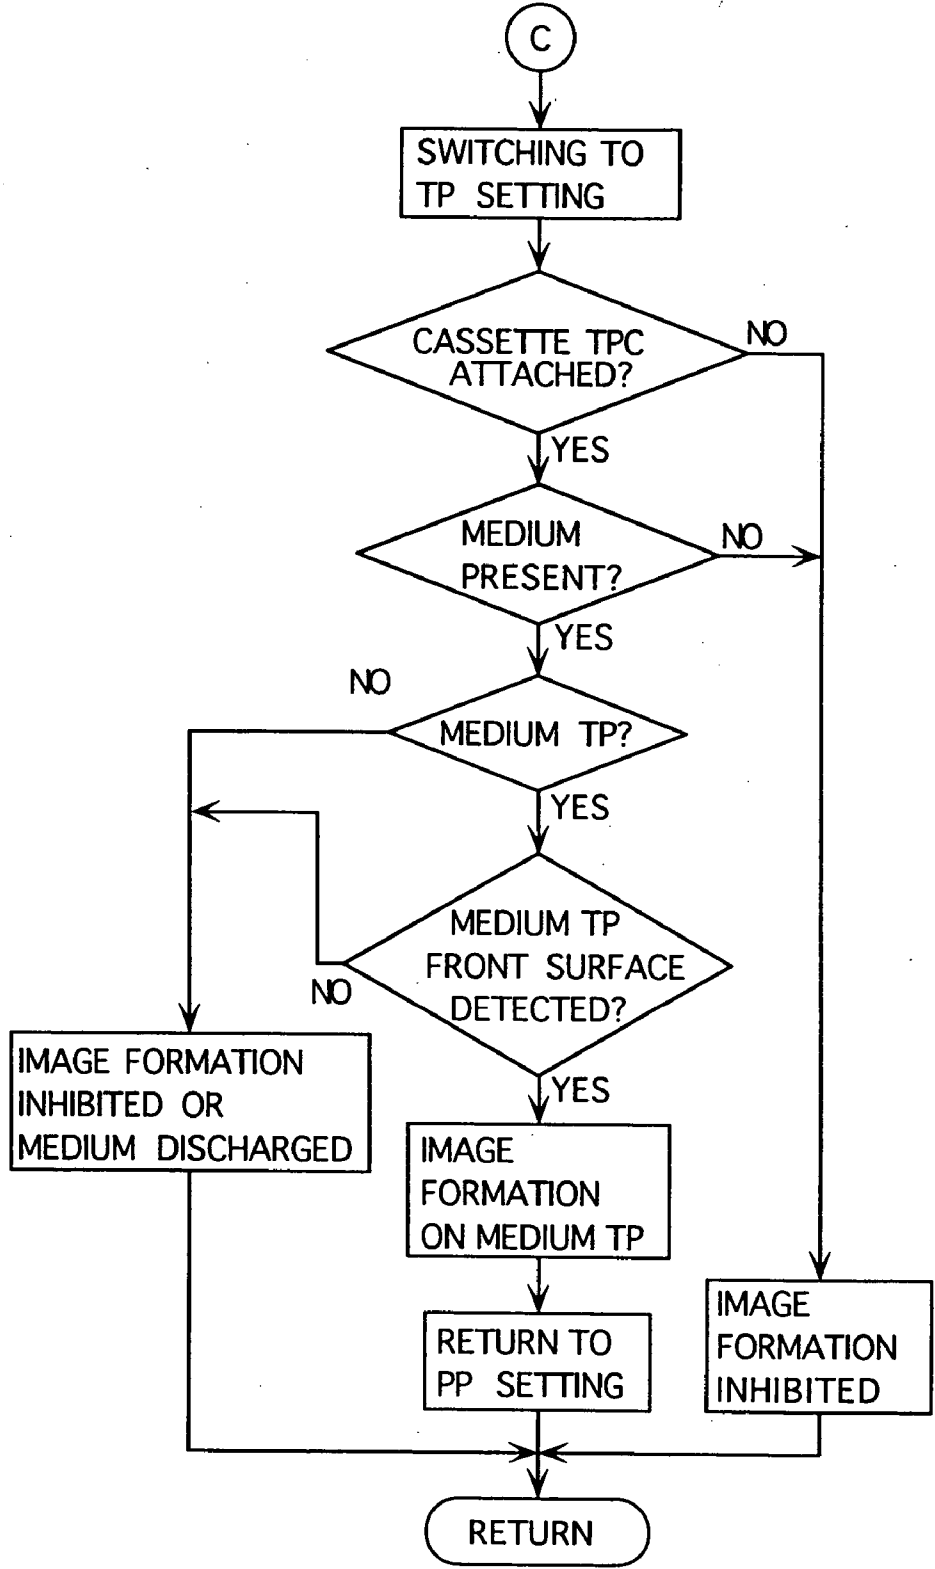 C
SWITCHING TO
TP SETTING
CASSETTE TPC
ATTACHED?
NO
YES
MEDIUM
PRESENT?
NO
YES
NO
MEDIUM TP?
YES
MEDIUM TP
FRONT SURFACE
DETECTED?
NO
YES
IMAGE FORMATION
INHIBITED OR
MEDIUM DISCHARGED
IMAGE
FORMATION
ON MEDIUM TP
RETURN TO
PP SETTING
IMAGE
FORMATION
INHIBITED
RETURN